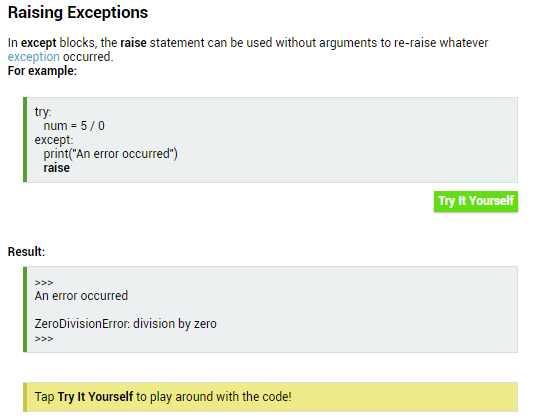 Raising Exceptions
In except blocks, the raise statement can be used without arguments to re-raise whatever
exception occurred.
For example:
try:
num = 5 / 0
except:
print("An error occurred")
raise
Try It Yourself
Result:
>>>
An error occurred
ZeroDivisionError: division by zero
>>>
Tap Try It Yourself to play around with the code!